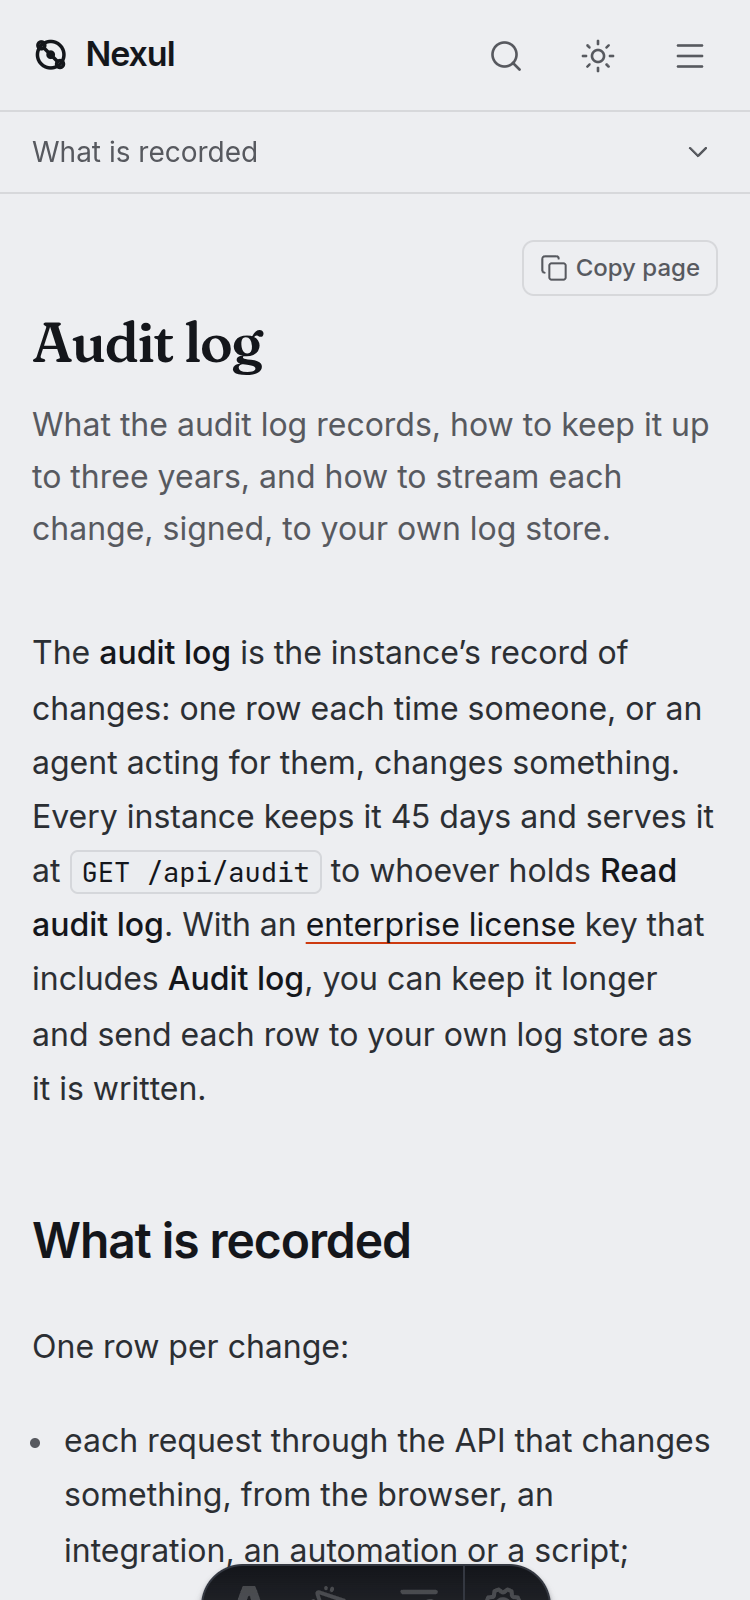 Nexul
What is recorded
Copy page
Audit log
What the audit log records, how to keep it up
to three years, and how to stream each
change, signed, to your own log store.
The audit log is the instance’s record of
changes: one row each time someone, or an
agent acting for them, changes something.
Every instance keeps it 45 days and serves it
at GET /api/audit to whoever holds Read
audit log. With an enterprise license key that
includes Audit log, you can keep it longer
and send each row to your own log store as
it is written.
What is recorded
One row per change:
• each request through the API that changes
something, from the browser, an
integration, an automation or a script;